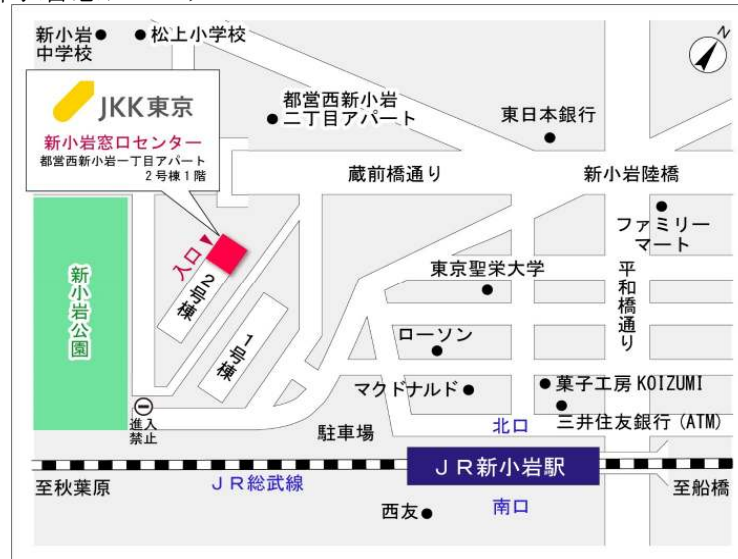 新小岩
中学校
松上小学校
N
JKK東京
新小岩窓口センター
都営西新小岩一丁目アパート
2号棟1階
都営西新小岩
二丁目アパート
東日本銀行
蔵前橋通り
新小岩陸橋
ファミリー
マート
入口
2号棟
1号棟
新小岩公園
東京聖栄大学
平和橋通り
ローソン
マクドナルド
菓子工房 KOIZUMI
三井住友銀行 (ATM)
進入
禁止
駐車場
北口
JR新小岩駅
至秋葉原
JR総武線
至船橋
西友
南口